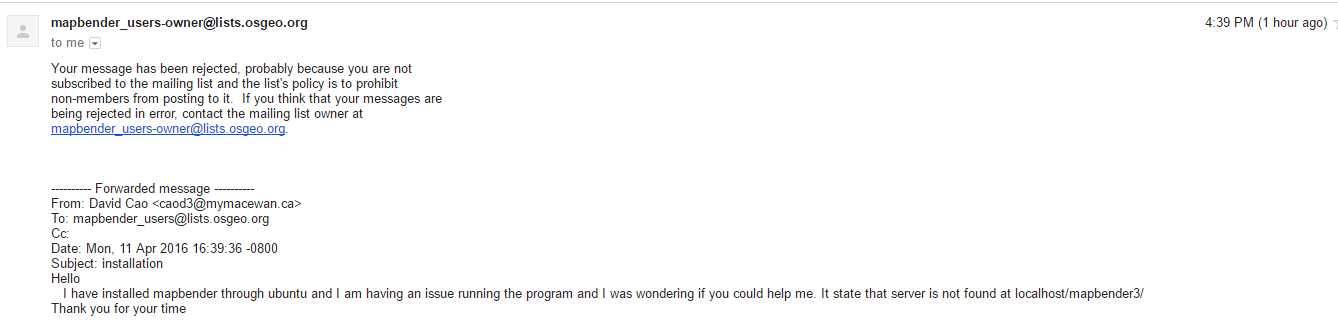 mapbender_users-owner@lists.osgeo.org
4:39 PM (1 hour ago)
to me
Your message has been rejected, probably because you are not
subscribed to the mailing list and the list's policy is to prohibit
non-members from posting to it.  If you think that your messages are
being rejected in error, contact the mailing list owner at
mapbender_users-owner@lists.osgeo.org.
---------- Forwarded message ----------
From: David Cao <caod3@mymacewan.ca>
To: mapbender_users@lists.osgeo.org
Cc:
Date: Mon, 11 Apr 2016 16:39:36 -0800
Subject: installation
Hello
I have installed mapbender through ubuntu and I am having an issue running the program and I was wondering if you could help me. It state that server is not found at localhost/mapbender3/
Thank you for your time